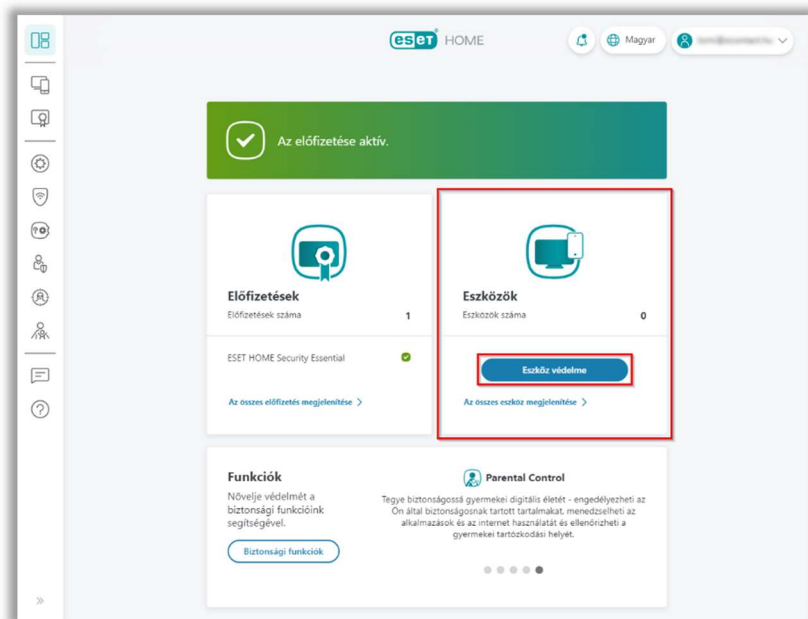 eset HOME
Magyar
Az előfizetése aktív.
Előfizetések
Előfizetések száma 1
ESET HOME Security Essential
Az összes előfizetés megjelenítése
Eszközök
Eszközök száma 0
Eszköz védelme
Az összes eszköz megjelenítése
Funkciók
Növelje védelmét a
biztonsági funkcióink
segítségével.
Biztonsági funkciók
Parental Control
Tegye biztonságossá gyermekei digitális életét - engedélyezheti az
Ön által biztonságosnak tartott tartalmakat, menedzselheti az
alkalmazások és az internet használatát és ellenőrizheti a
gyermekei tartózkodási helyét.